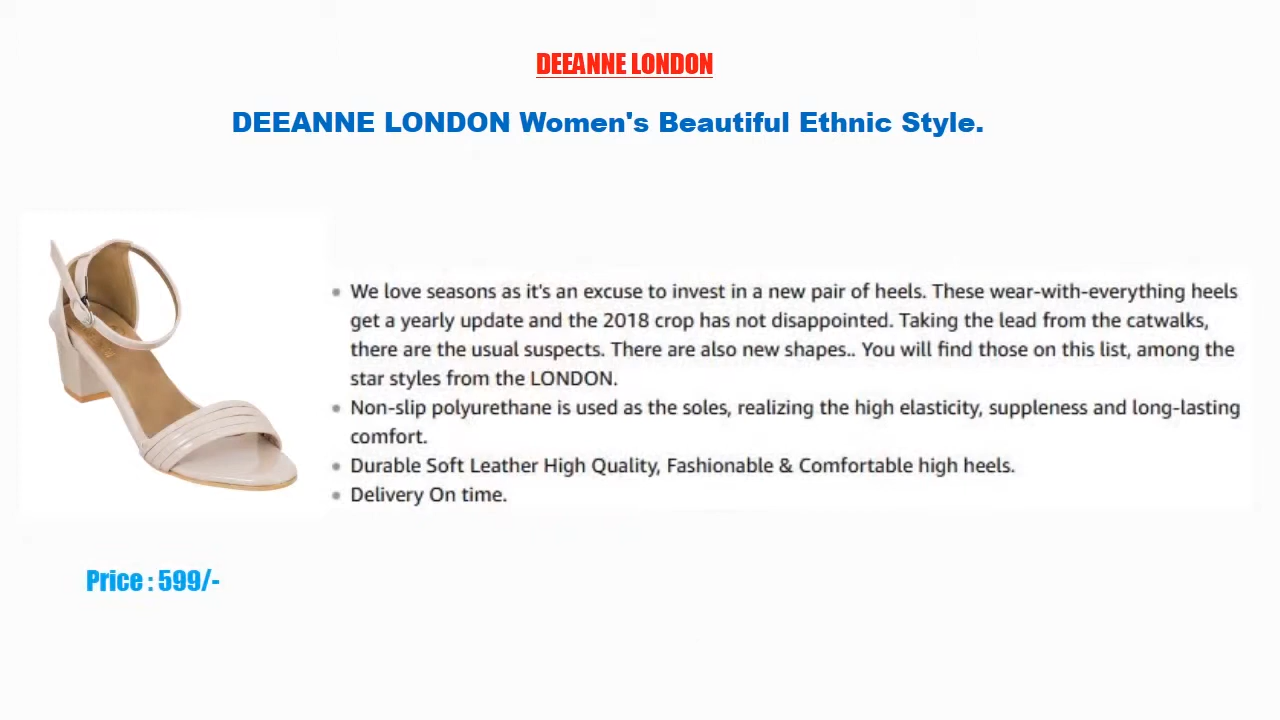 DEEANNE LONDON
DEEANNE LONDON Women's Beautiful Ethnic Style.
We love seasons as it's an excuse to invest in a new pair of heels. These wear-with-everything heels
get a yearly update and the 2018 crop has not disappointed. Taking the lead from the catwalks,
there are the usual suspects. There are also new shapes.. You will find those on this list, among the
star styles from the LONDON.
Non-slip polyurethane is used as the soles, realizing the high elasticity, suppleness and long-lasting
comfort.
Durable Soft Leather High Quality, Fashionable & Comfortable high heels.
Delivery On time.
Price : 599/-